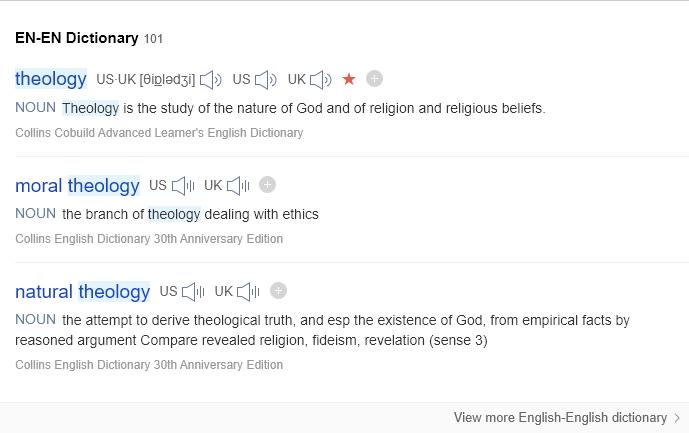 EN-EN Dictionary 101
theology US·UK [θiɒlədʒi] US UK
NOUN Theology is the study of the nature of God and of religion and religious beliefs.
Collins Cobuild Advanced Learner's English Dictionary
moral theology US UK
NOUN the branch of theology dealing with ethics
Collins English Dictionary 30th Anniversary Edition
natural theology US UK
NOUN the attempt to derive theological truth, and esp the existence of God, from empirical facts by
reasoned argument Compare revealed religion, fideism, revelation (sense 3)
Collins English Dictionary 30th Anniversary Edition
View more English-English dictionary